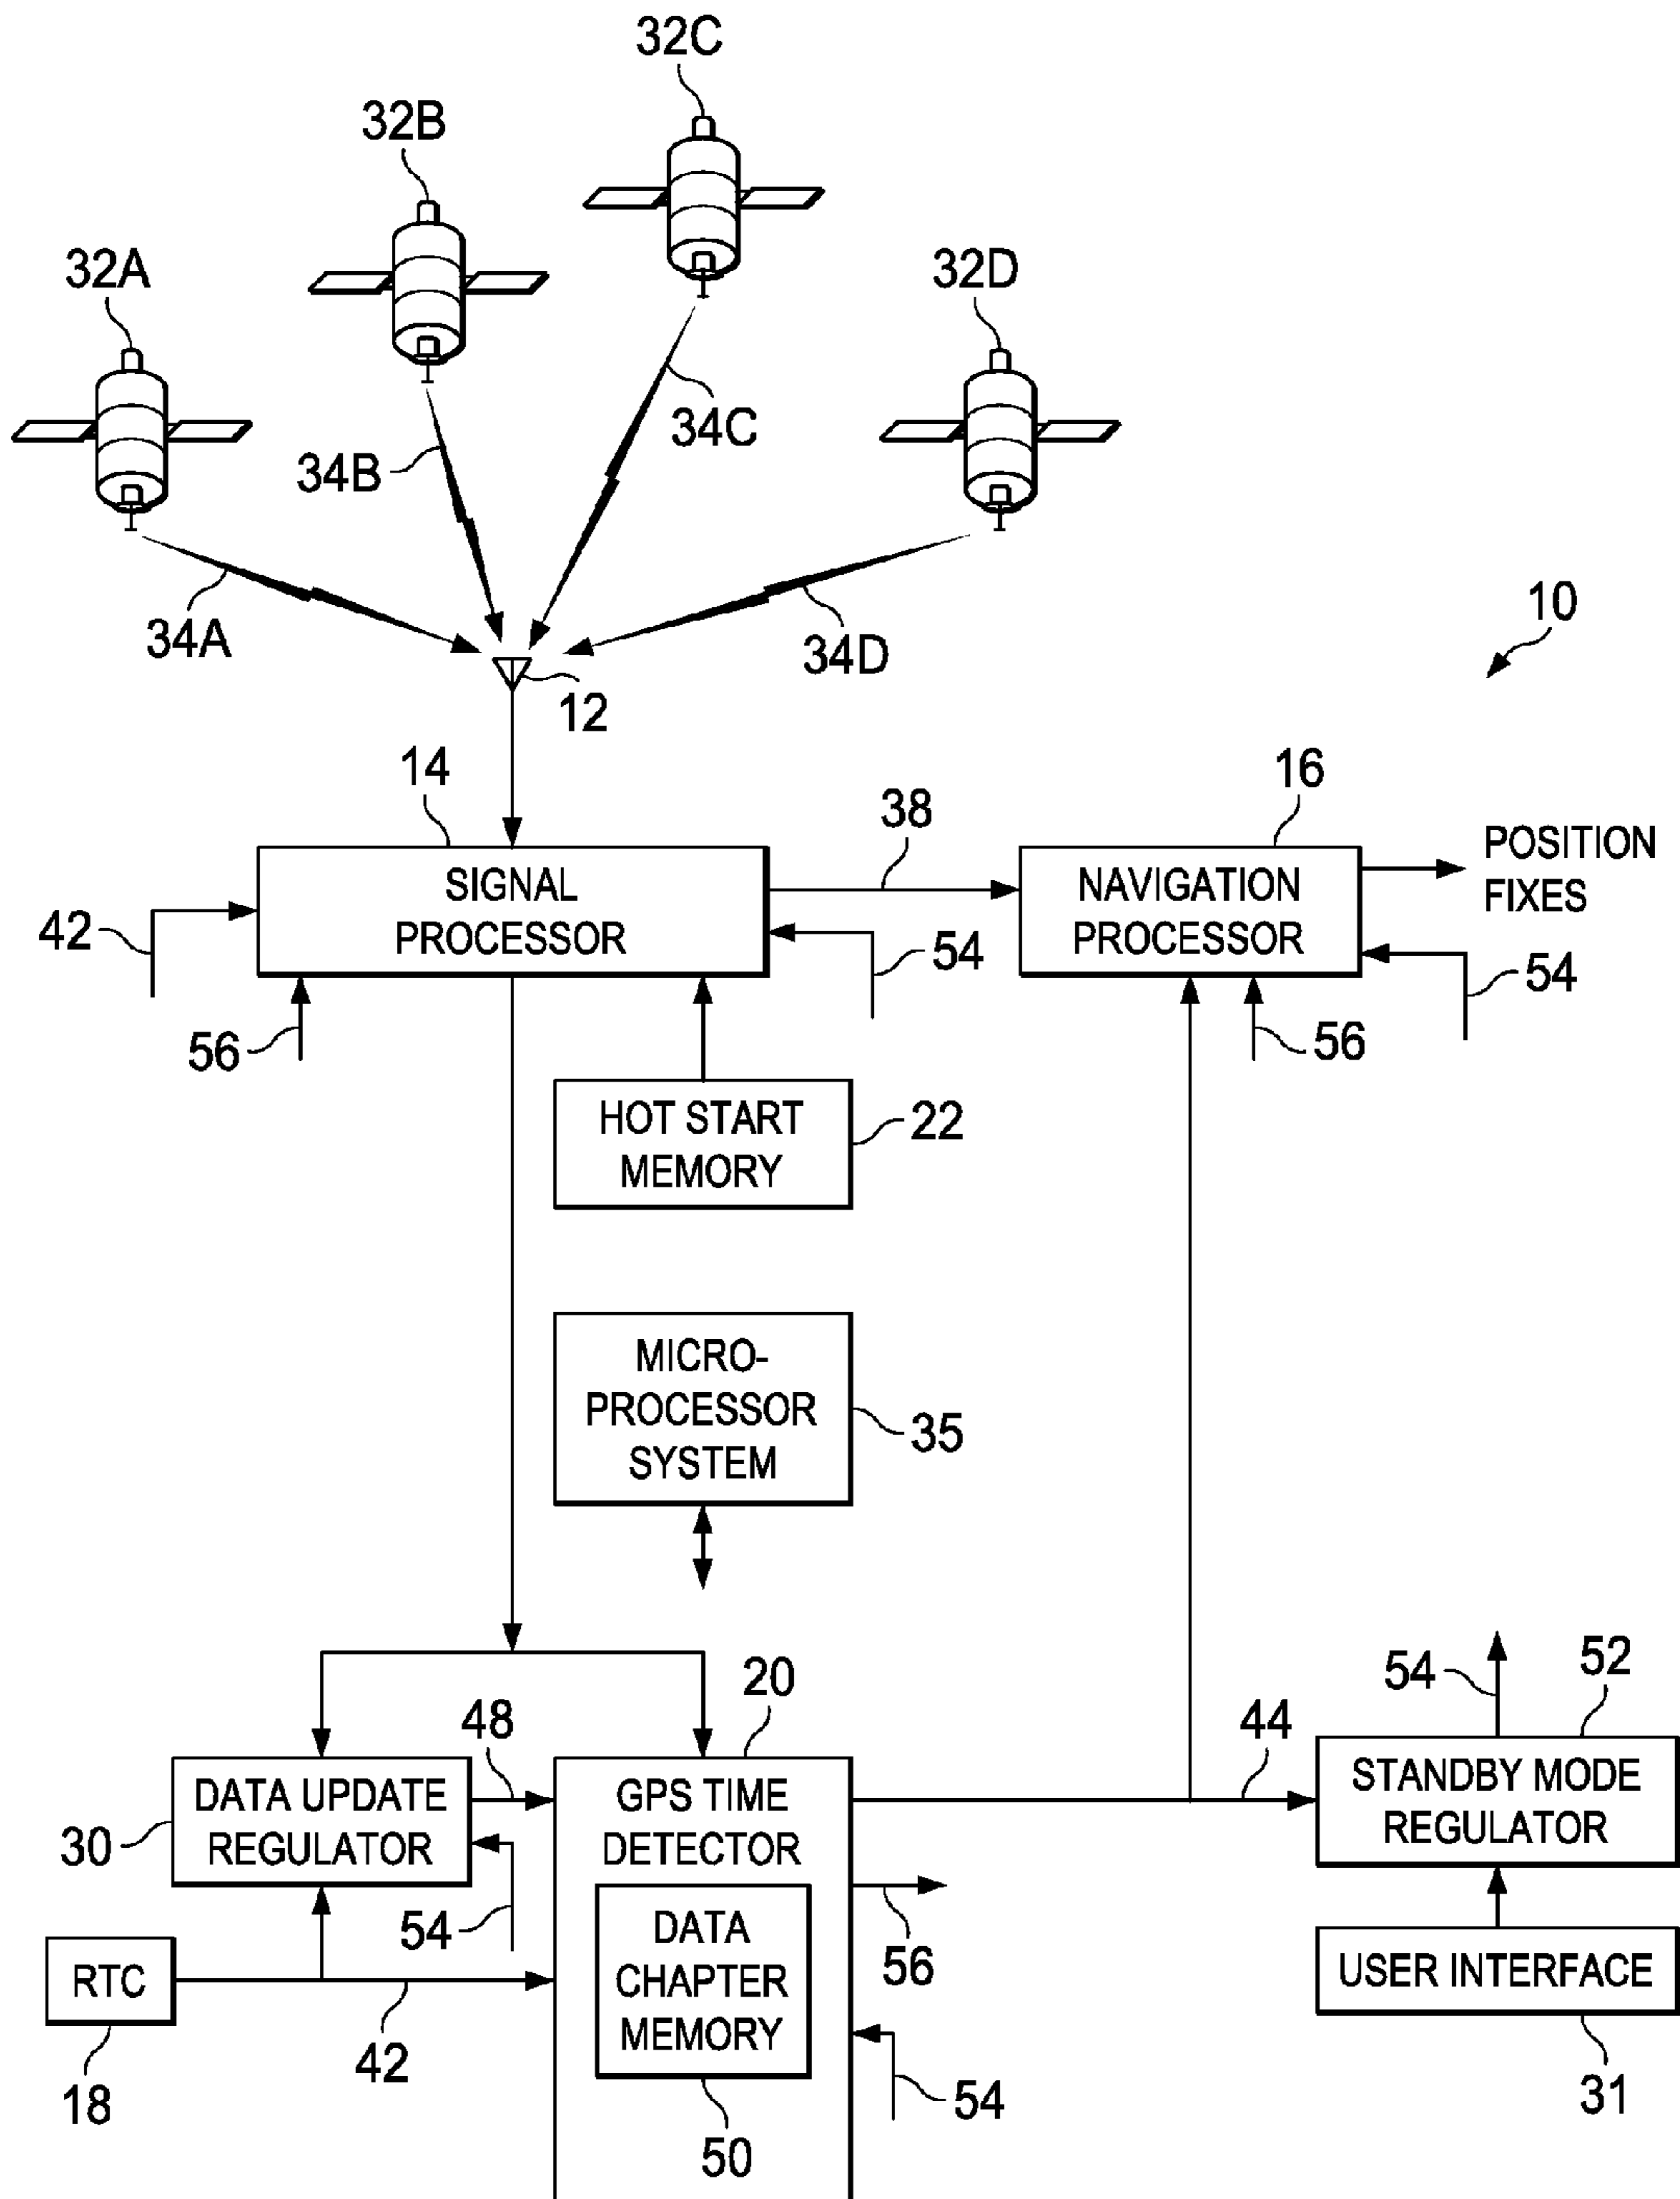 32C
32B
32A
32D
34C
34B
34A
34D
10
12
14
38
16
SIGNAL
PROCESSOR
NAVIGATION
PROCESSOR
POSITION
FIXES
42
54
54
56
56
HOT START
MEMORY
22
MICRO-
PROCESSOR
SYSTEM
35
20
54
52
48
44
DATA UPDATE
REGULATOR
30
GPS TIME
DETECTOR
STANDBY MODE
REGULATOR
54
56
DATA
CHAPTER
MEMORY
RTC
USER INTERFACE
42
18
54
31
50